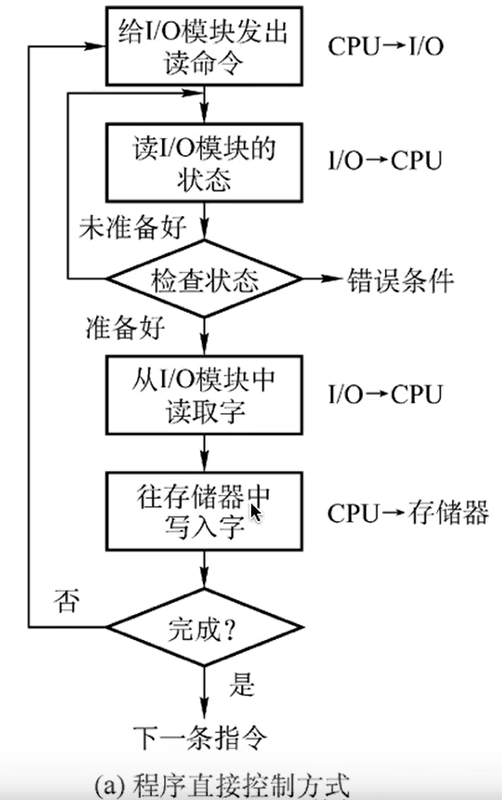 给I/O模块发出
读命令
CPU→I/O
读I/O模块的
状态
I/O→CPU
未准备好
检查状态
错误条件
准备好
从I/O模块中
读取字
I/O→CPU
往存储器中
写入字
CPU→存储器
否
完成?
是
下一条指令
(a) 程序直接控制方式